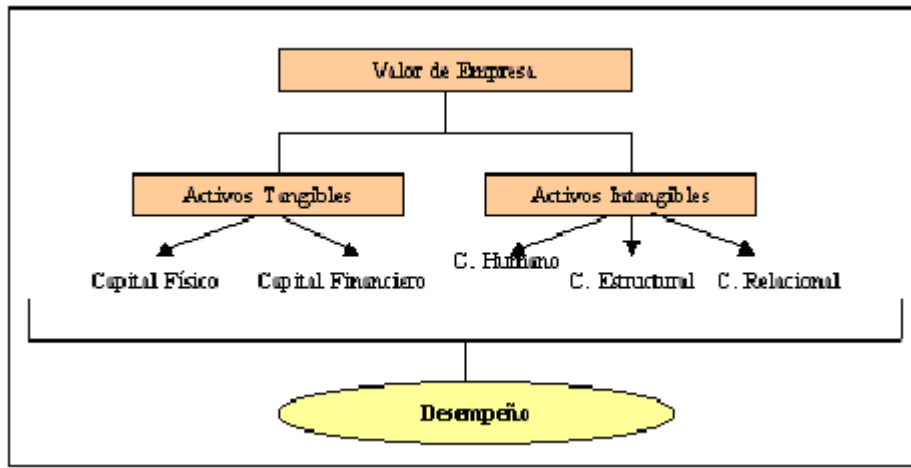 Valor de Empresa
Activos Tangibles
Activos Intangibles
Capital Físico
Capital Financiero
C. Humano
C. Estructural
C. Relacional
Desempeño